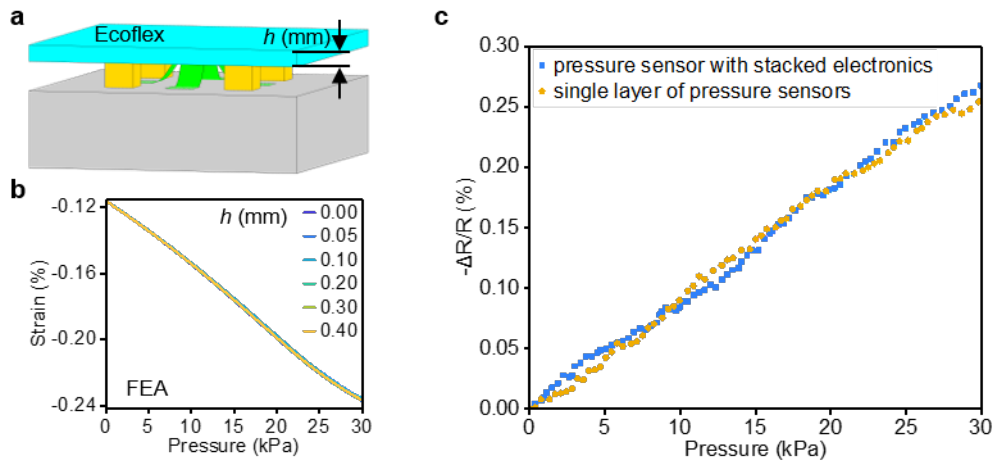 a
Ecoflex
h (mm)
b
-0.12
-0.16
-0.20
-0.24
Strain (%)
h (mm)
0.00
0.05
0.10
0.20
0.30
0.40
FEA
0 5 10 15 20 25 30
Pressure (kPa)
c
0.30
0.25
0.20
0.15
0.10
0.05
0.00
-ΔR/R (%)
pressure sensor with stacked electronics
single layer of pressure sensors
0 5 10 15 20 25 30
Pressure (kPa)